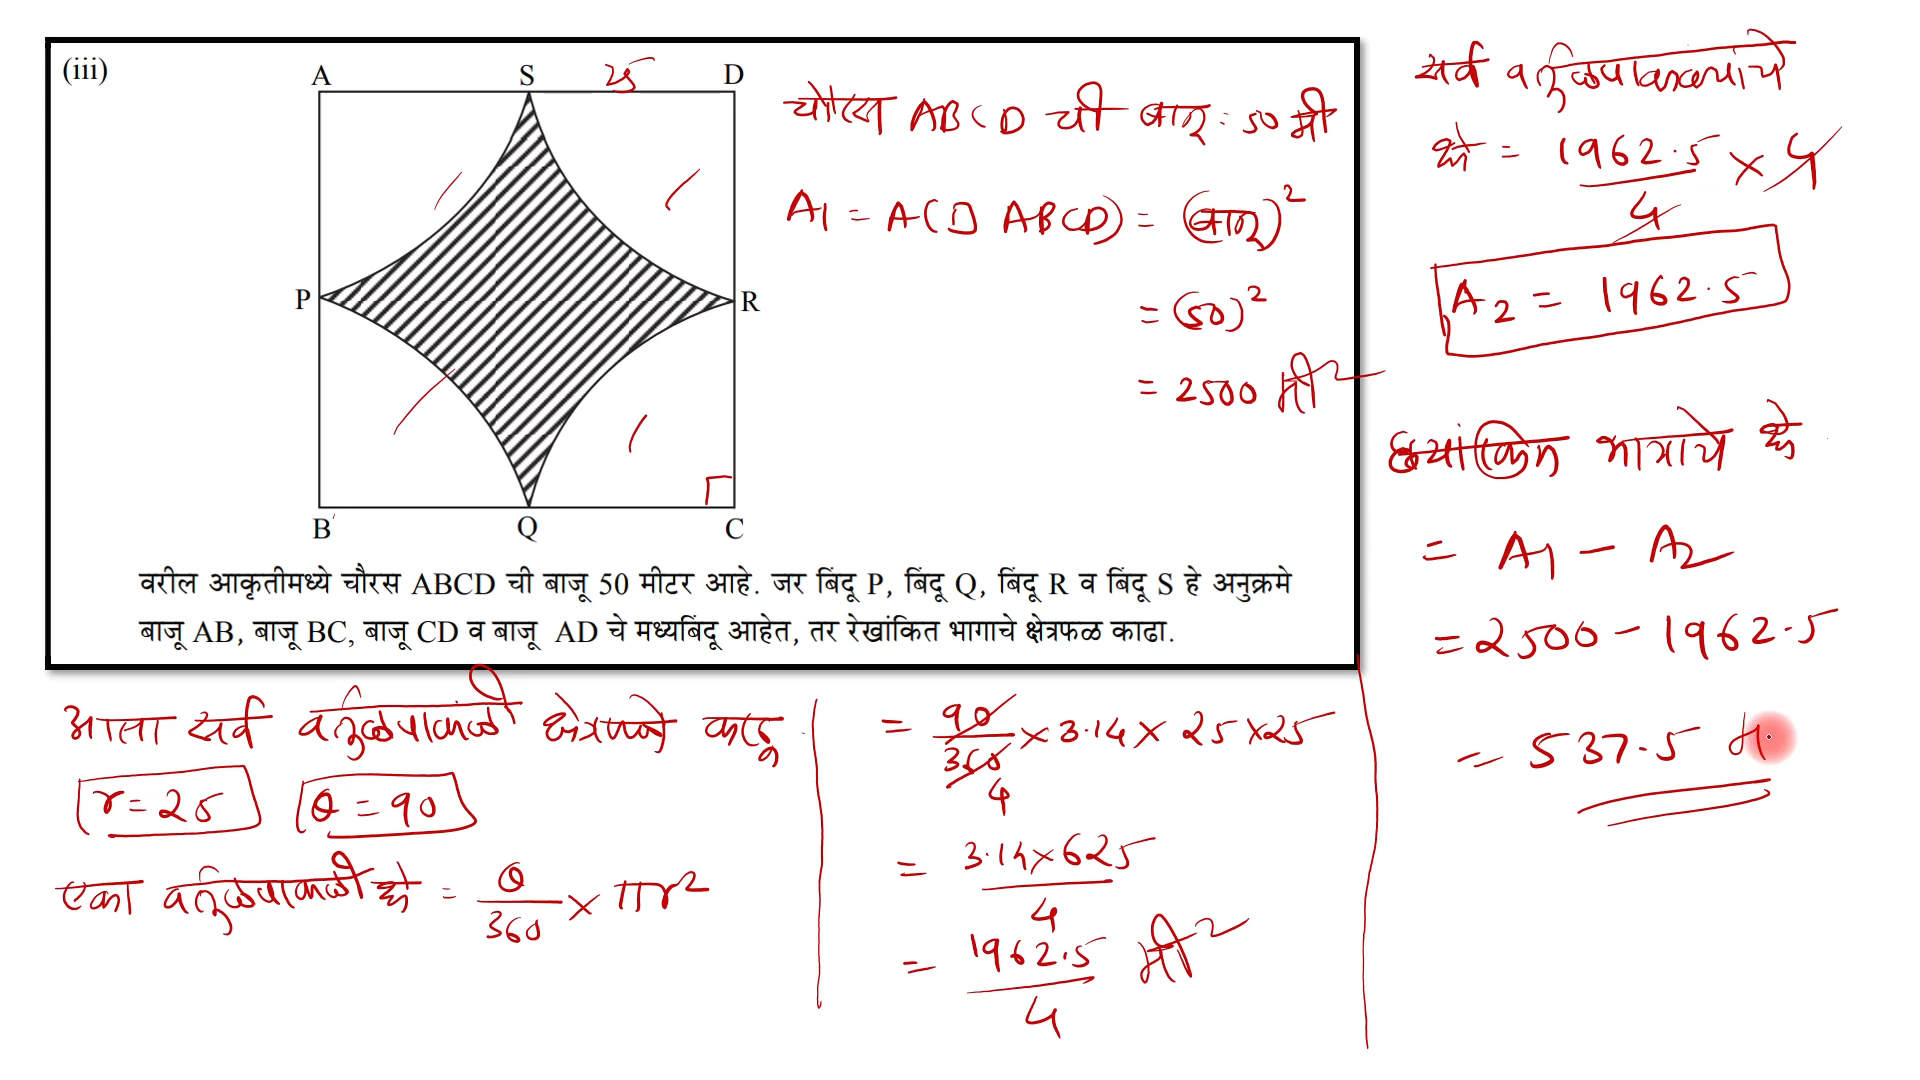 (iii)
A S 25 D
P R
B Q C
चौरस ABCD ची बाजू = 50 मी
A1 = A(□ ABCD) = (बाजू)²
= (50)²
= 2500 मी²
वरील आकृतीमध्ये चौरस ABCD ची बाजू 50 मीटर आहे. जर बिंदू P, बिंदू Q, बिंदू R व बिंदू S हे अनुक्रमे
बाजू AB, बाजू BC, बाजू CD व बाजू AD चे मध्यबिंदू आहेत, तर रेखांकित भागाचे क्षेत्रफळ काढा.
आता सर्व वर्तुळपाकळी क्षेत्रफळे काढू
r = 25 θ = 90
एका वर्तुळपाकळी क्षे = θ/360 × πr²
= 90/360 × 3.14 × 25 × 25
4
= 3.14 × 625 / 4
= 1962.5 / 4 मी²
सर्व वर्तुळपाकळ्यांचे
क्षे = 1962.5 / 4 × 4
A2 = 1962.5
छायांकित भागाचे क्षे
= A1 − A2
= 2500 − 1962.5
= 537.5